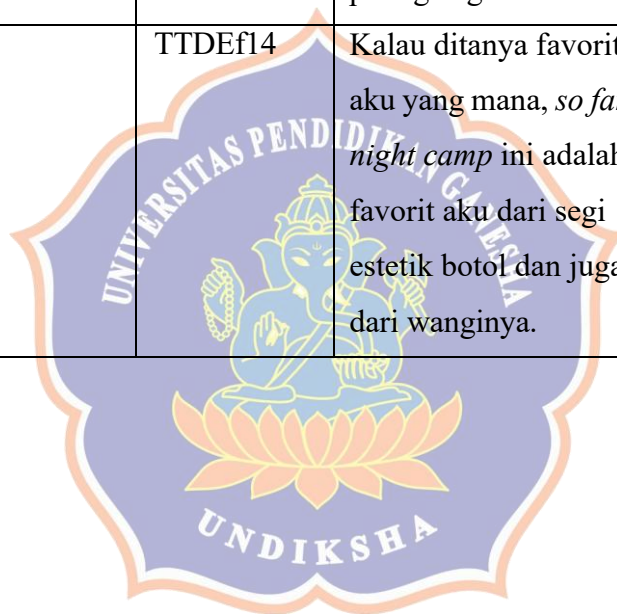 TTDEf14
Kalau ditanya favorit
aku yang mana, so far
night camp ini adalah
favorit aku dari segi
estetik botol dan juga
dari wanginya.
UNIVERSITAS PENDIDIKAN GANESHA
UNDIKSHA